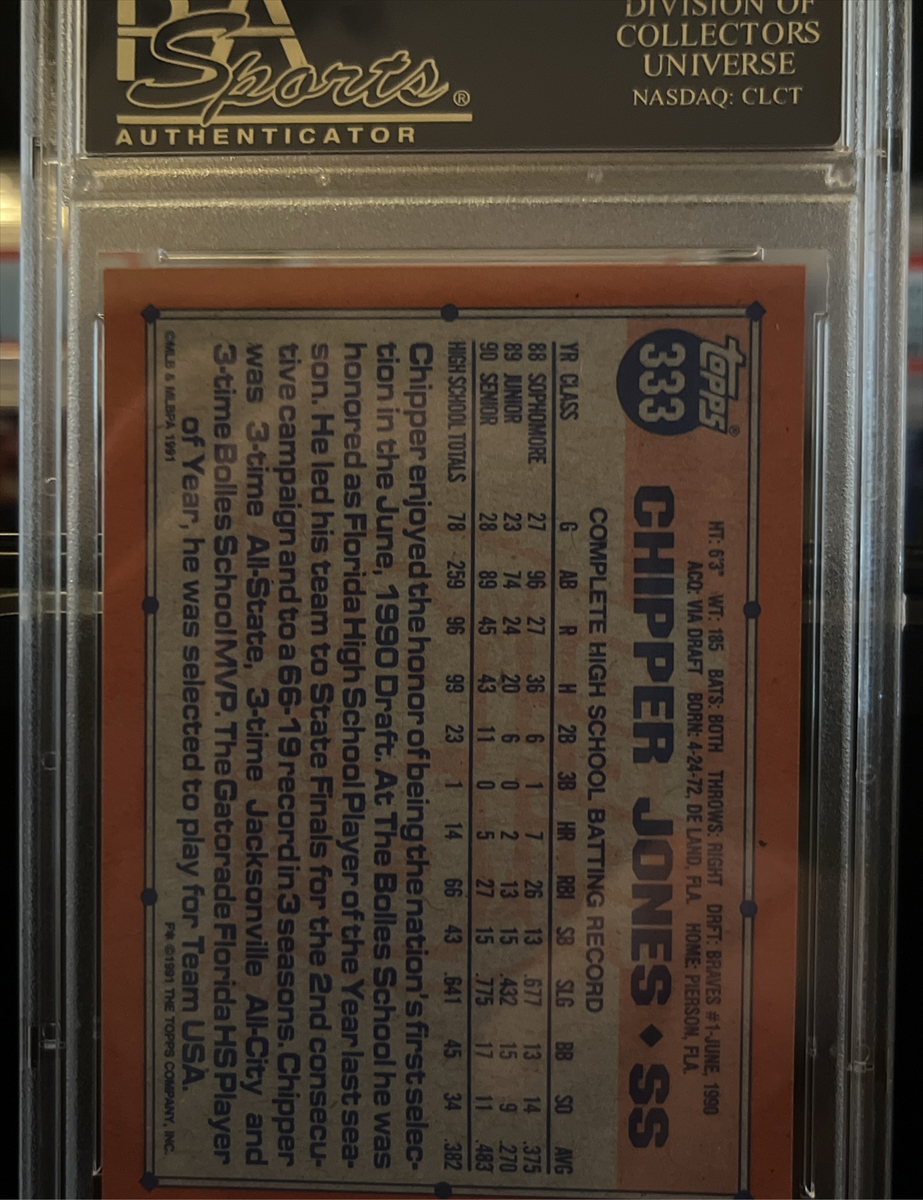 Sports®
AUTHENTICATOR
DIVISION OF
COLLECTORS
UNIVERSE
NASDAQ: CLCT
topps®
333
HT: 6'3" WT: 185 BATS: BOTH THROWS: RIGHT DRFT: BRAVES #1-JUNE, 1990
ACQ: VIA DRAFT BORN: 4-24-72, DE LAND, FLA. HOME: PIERSON, FLA.
CHIPPER JONES ♦ SS
COMPLETE HIGH SCHOOL BATTING RECORD
YR CLASS G AB R H 2B 3B HR RBI SB SLG BB SO AVG
88 SOPHOMORE 27 96 27 36 6 1 7 26 13 .677 13 14 .375
89 JUNIOR 23 74 24 20 6 0 2 13 15 .432 15 9 .270
90 SENIOR 28 89 45 43 11 0 5 27 15 .775 17 11 .483
HIGH SCHOOL TOTALS 78 259 96 99 23 1 14 66 43 .641 45 34 .382
Chipper enjoyed the honor of being the nation's first selec-
tion in the June, 1990 Draft. At The Bolles School he was
honored as Florida High School Player of the Year last sea-
son. He led his team to State Finals for the 2nd consecu-
tive campaign and to a 66-19 record in 3 seasons. Chipper
was 3-time All-State, 3-time Jacksonville All-City and
3-time Bolles School MVP. The Gatorade Florida HS Player
of Year, he was selected to play for Team USA.
©MLB & MLBPA 1991
F* ©1991 THE TOPPS COMPANY, INC.